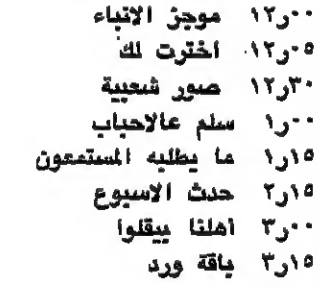 ١٢٫٠٠ موجز الانباء
١٢٫٠٥ اخترت لك
١٢٫٣٠ صور شعبية
١٫٠٠ سلم عالاحباب
١٫١٥ ما يطلبه المستمعون
٢٫١٥ حدث الاسبوع
٣٫٠٠ اهلنا بيقلوا
٣٫١٥ باقة ورد